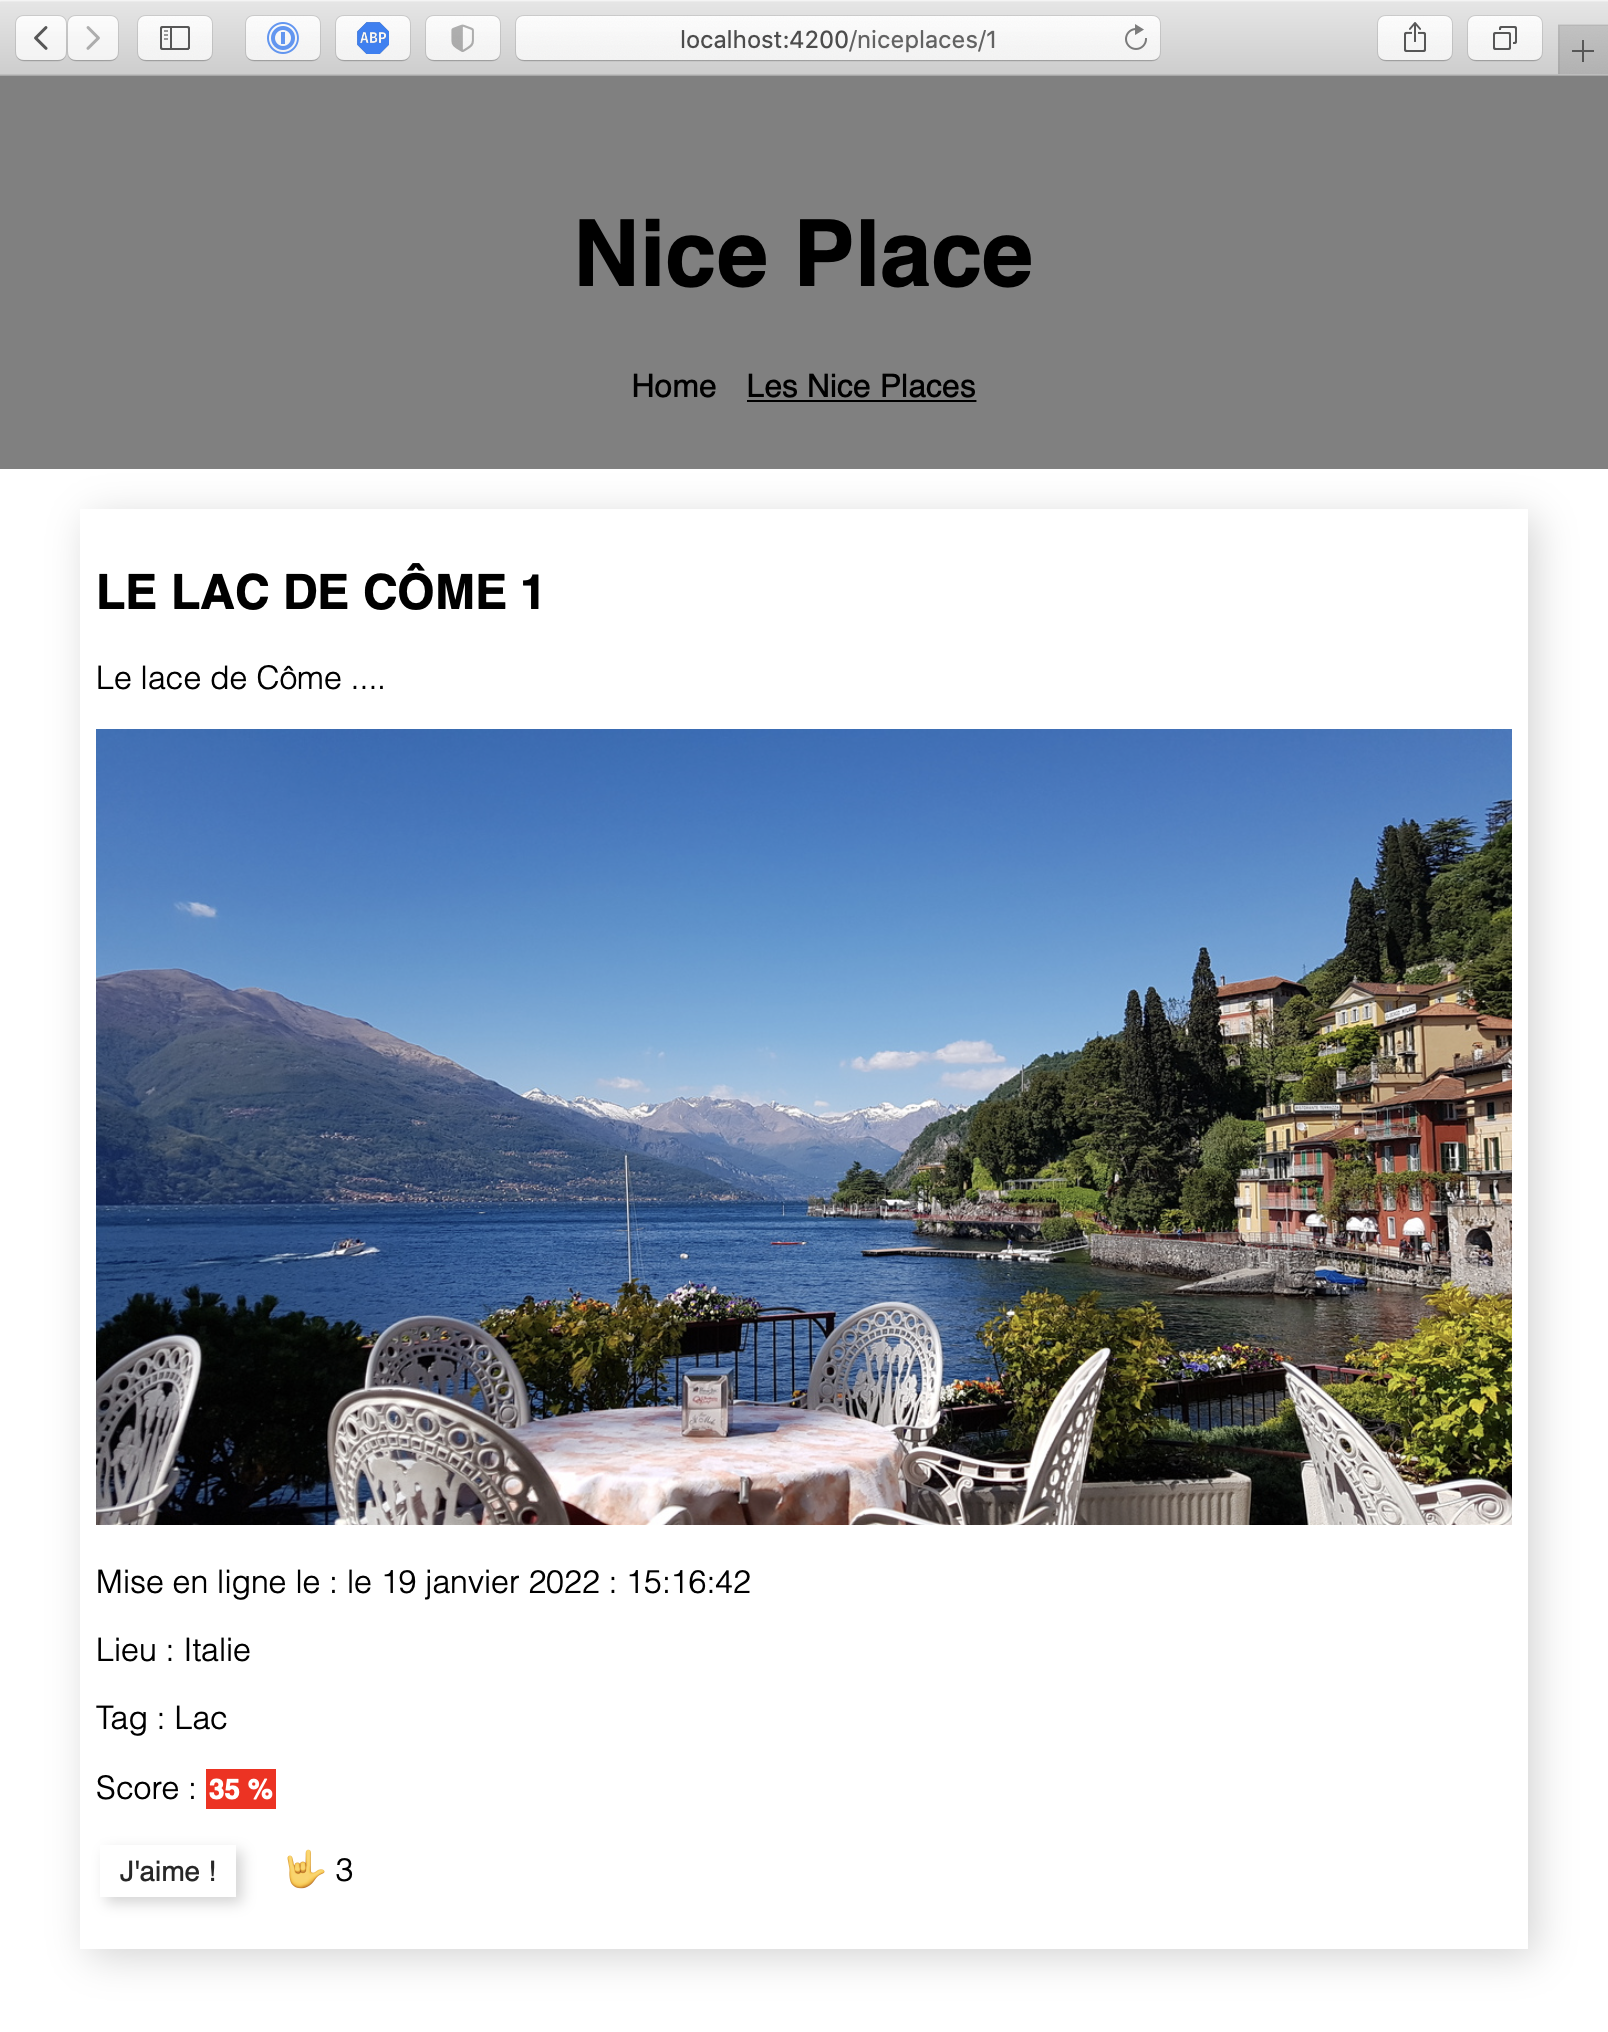 ABP
localhost:4200/niceplaces/1
Nice Place
Home Les Nice Places
LE LAC DE CÔME 1
Le lace de Côme ....
Mise en ligne le : le 19 janvier 2022 : 15:16:42
Lieu : Italie
Tag : Lac
Score : 35 %
J'aime ! 🤟 3